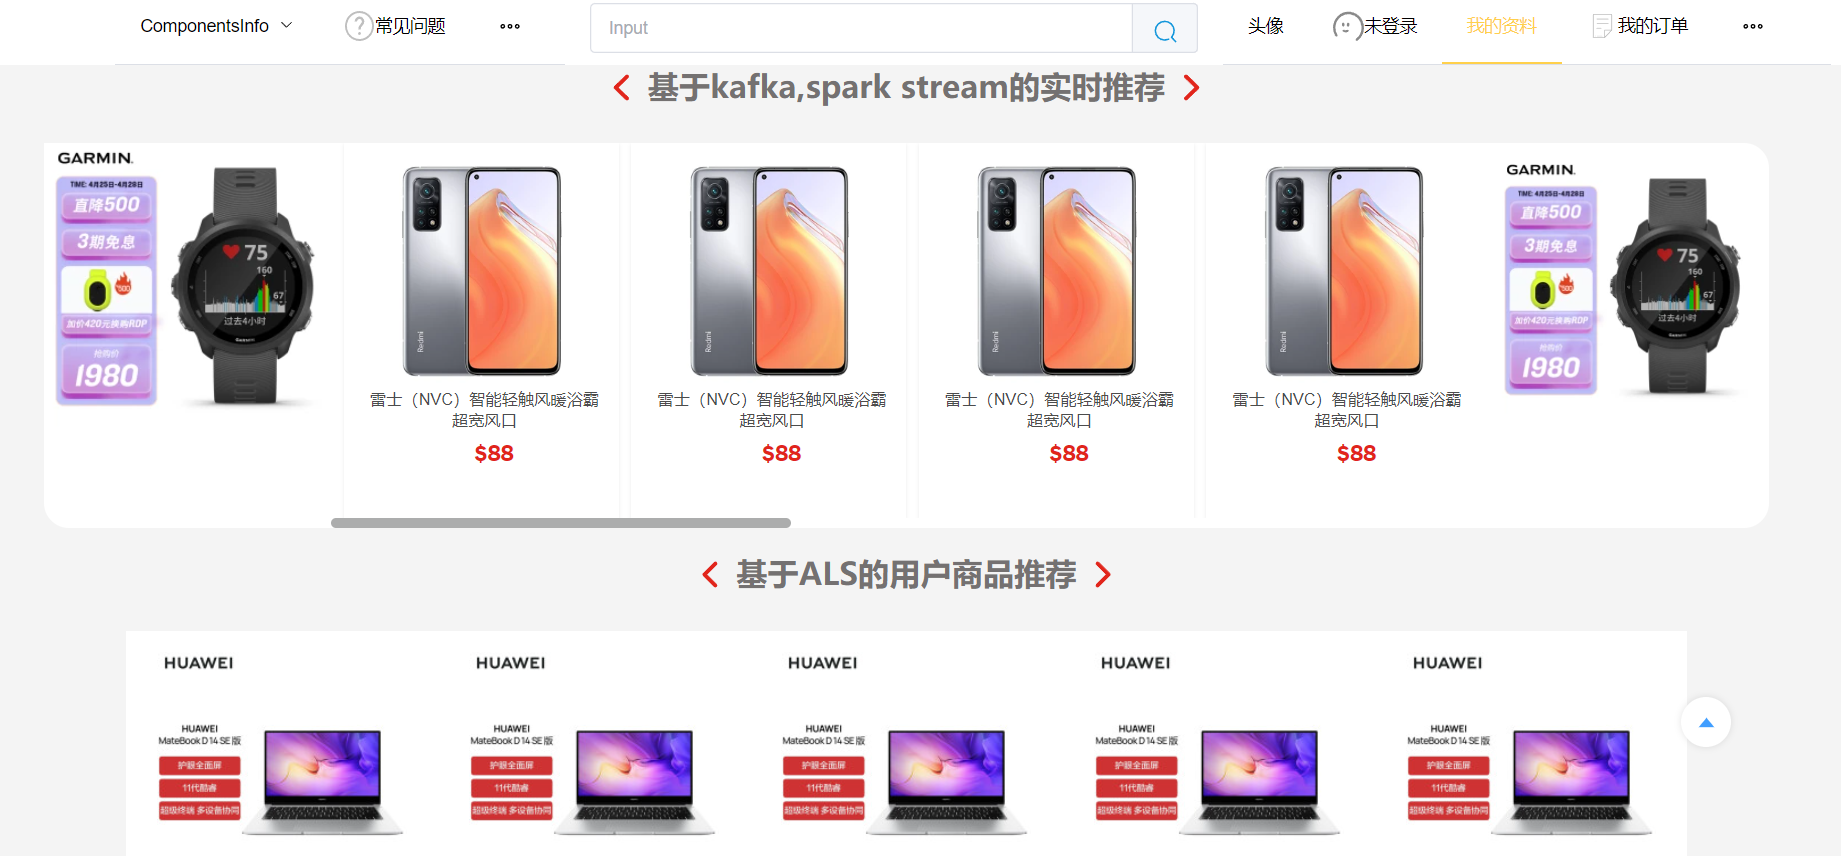 ComponentsInfo
常见问题
Input
头像
未登录
我的资料
我的订单
基于kafka,spark stream的实时推荐
GARMIN.
TIME: 4月25日-4月28日
直降500
3期免息
500
加价420元换购RDP
抢购价
1980
75
160
67
过去4小时
GARMIN
Redmi
雷士（NVC）智能轻触风暖浴霸
超宽风口
$88
Redmi
雷士（NVC）智能轻触风暖浴霸
超宽风口
$88
Redmi
雷士（NVC）智能轻触风暖浴霸
超宽风口
$88
Redmi
雷士（NVC）智能轻触风暖浴霸
超宽风口
$88
GARMIN.
TIME: 4月25日-4月28日
直降500
3期免息
500
加价420元换购RDP
抢购价
1980
75
160
67
过去4小时
GARMIN
基于ALS的用户商品推荐
HUAWEI
HUAWEI
MateBook D 14 SE 版
护眼全面屏
11代酷睿
超级终端 多设备协同
HUAWEI
HUAWEI
MateBook D 14 SE 版
护眼全面屏
11代酷睿
超级终端 多设备协同
HUAWEI
HUAWEI
MateBook D 14 SE 版
护眼全面屏
11代酷睿
超级终端 多设备协同
HUAWEI
HUAWEI
MateBook D 14 SE 版
护眼全面屏
11代酷睿
超级终端 多设备协同
HUAWEI
HUAWEI
MateBook D 14 SE 版
护眼全面屏
11代酷睿
超级终端 多设备协同